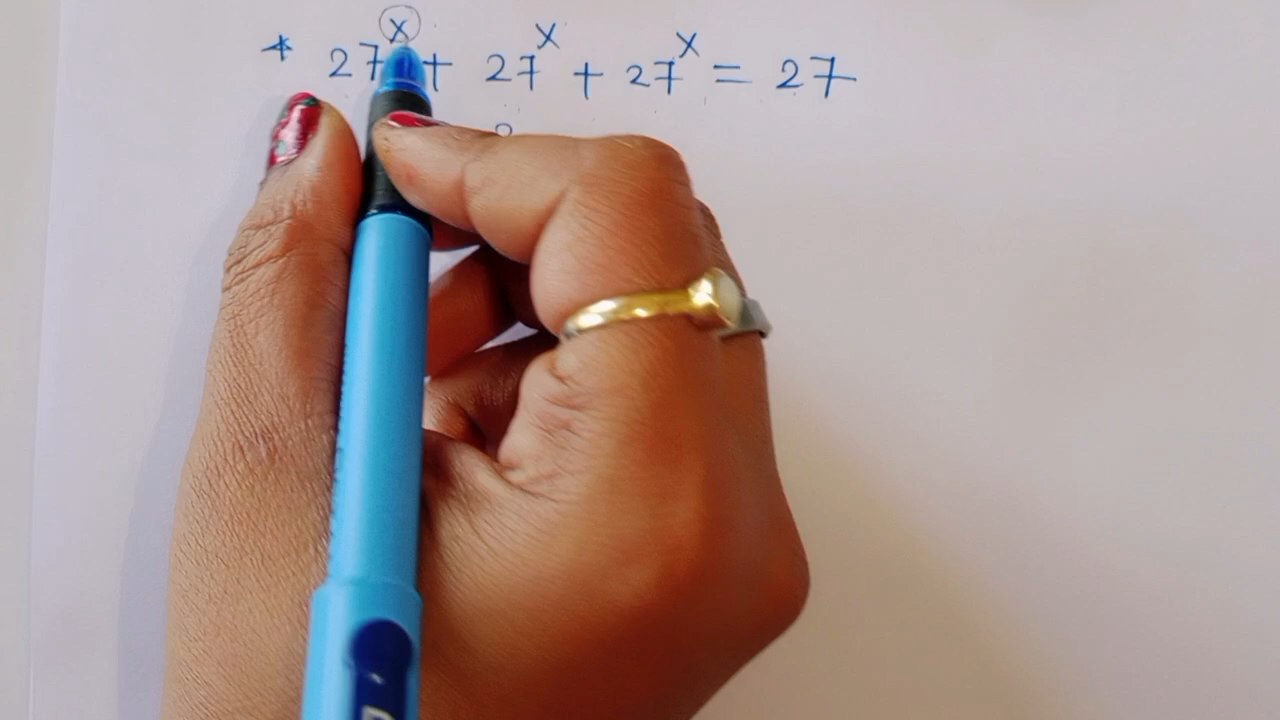 * 27^x + 27^x + 27^x = 27